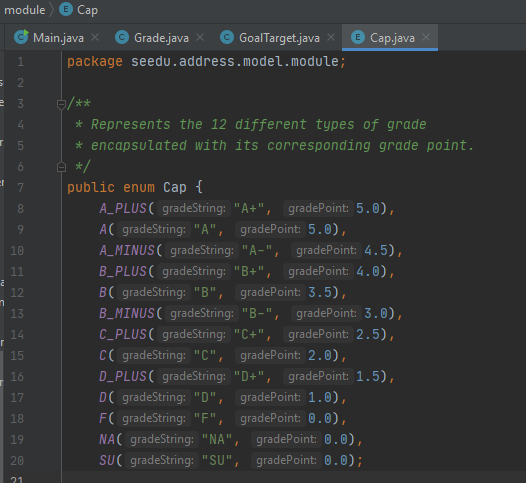 module Cap
Main.java Grade.java GoalTarget.java Cap.java
1 package seedu.address.model.module;
2
3 /**
4 * Represents the 12 different types of grade
5 * encapsulated with its corresponding grade point.
6 */
7 public enum Cap {
8 A_PLUS( gradeString: "A+", gradePoint: 5.0),
9 A( gradeString: "A", gradePoint: 5.0),
10 A_MINUS( gradeString: "A-", gradePoint: 4.5),
11 B_PLUS( gradeString: "B+", gradePoint: 4.0),
12 B( gradeString: "B", gradePoint: 3.5),
13 B_MINUS( gradeString: "B-", gradePoint: 3.0),
14 C_PLUS( gradeString: "C+", gradePoint: 2.5),
15 C( gradeString: "C", gradePoint: 2.0),
16 D_PLUS( gradeString: "D+", gradePoint: 1.5),
17 D( gradeString: "D", gradePoint: 1.0),
18 F( gradeString: "F", gradePoint: 0.0),
19 NA( gradeString: "NA", gradePoint: 0.0),
20 SU( gradeString: "SU", gradePoint: 0.0);
21